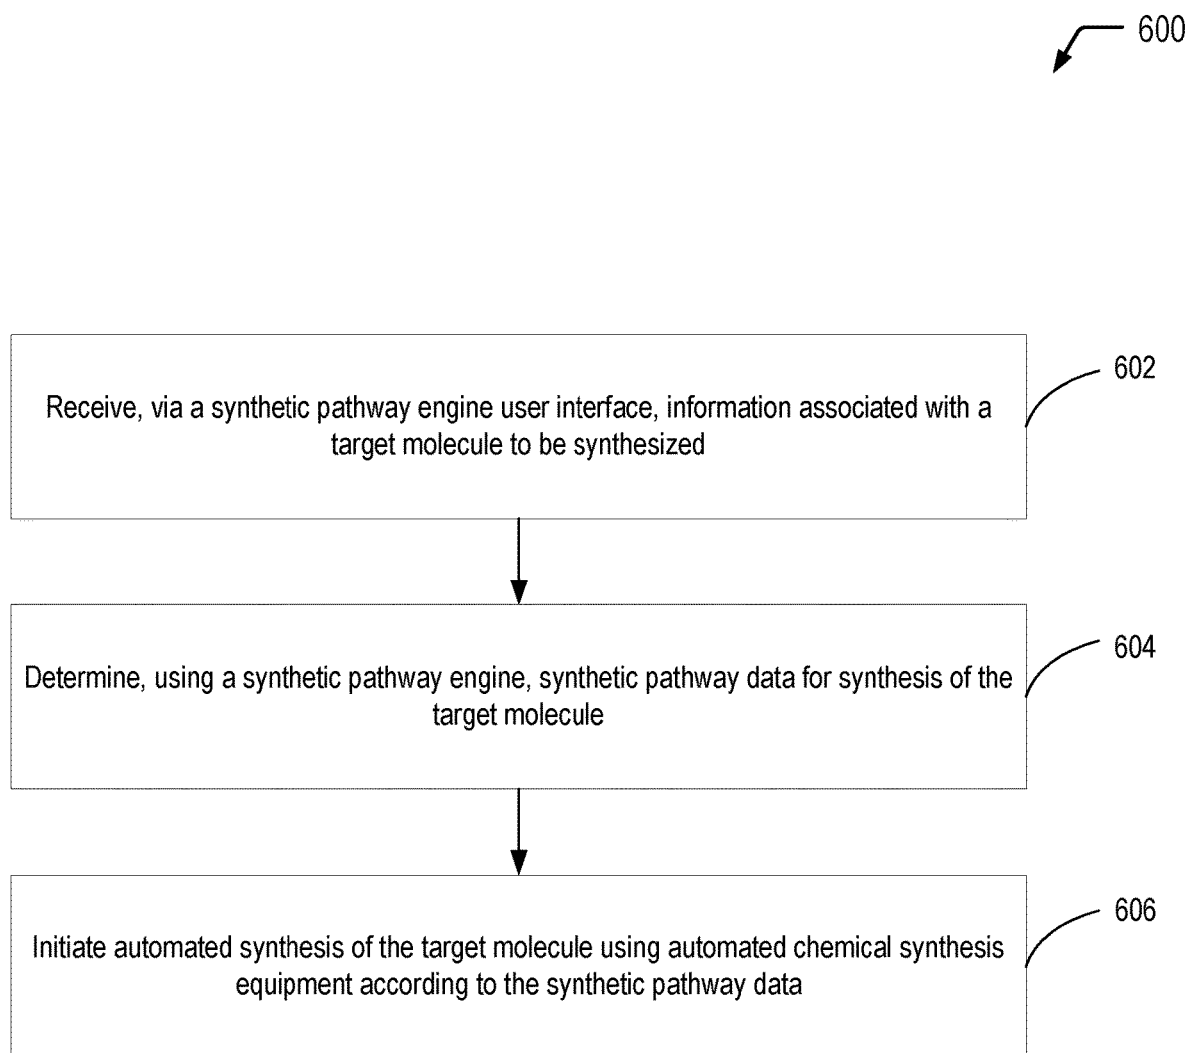 600
Receive, via a synthetic pathway engine user interface, information associated with a
target molecule to be synthesized
602
Determine, using a synthetic pathway engine, synthetic pathway data for synthesis of the
target molecule
604
Initiate automated synthesis of the target molecule using automated chemical synthesis
equipment according to the synthetic pathway data
606